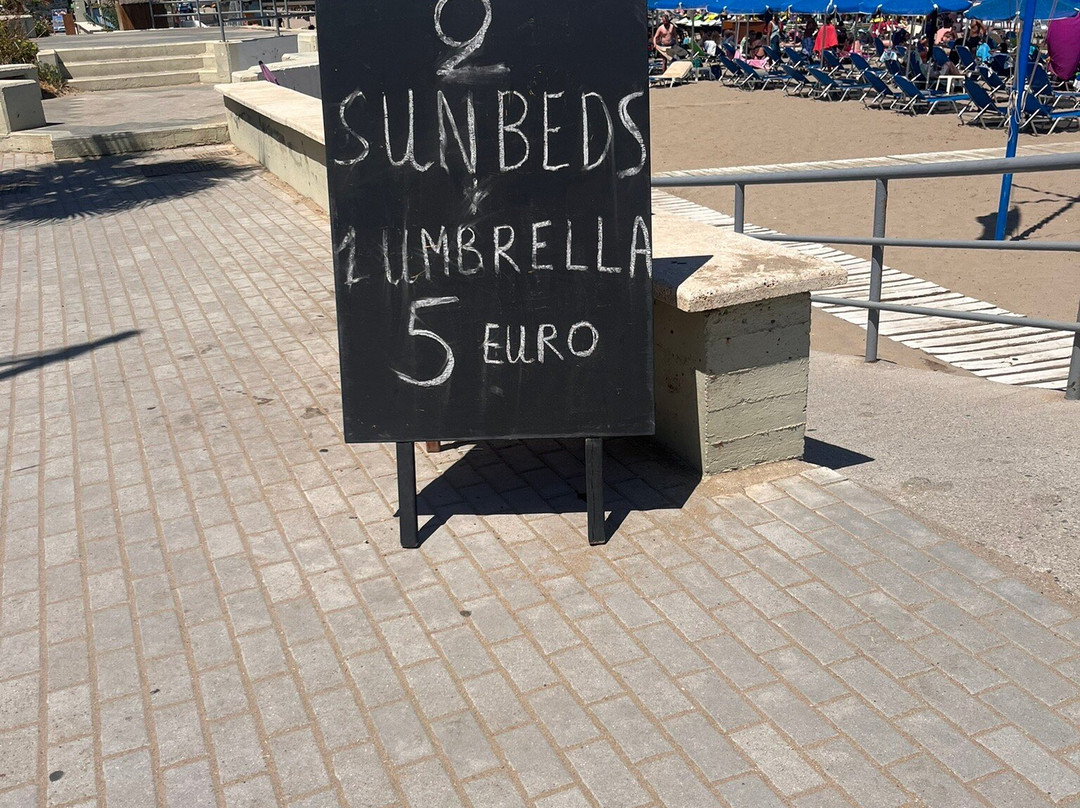 2
SUNBEDS
+
1 UMBRELLA
5 EURO